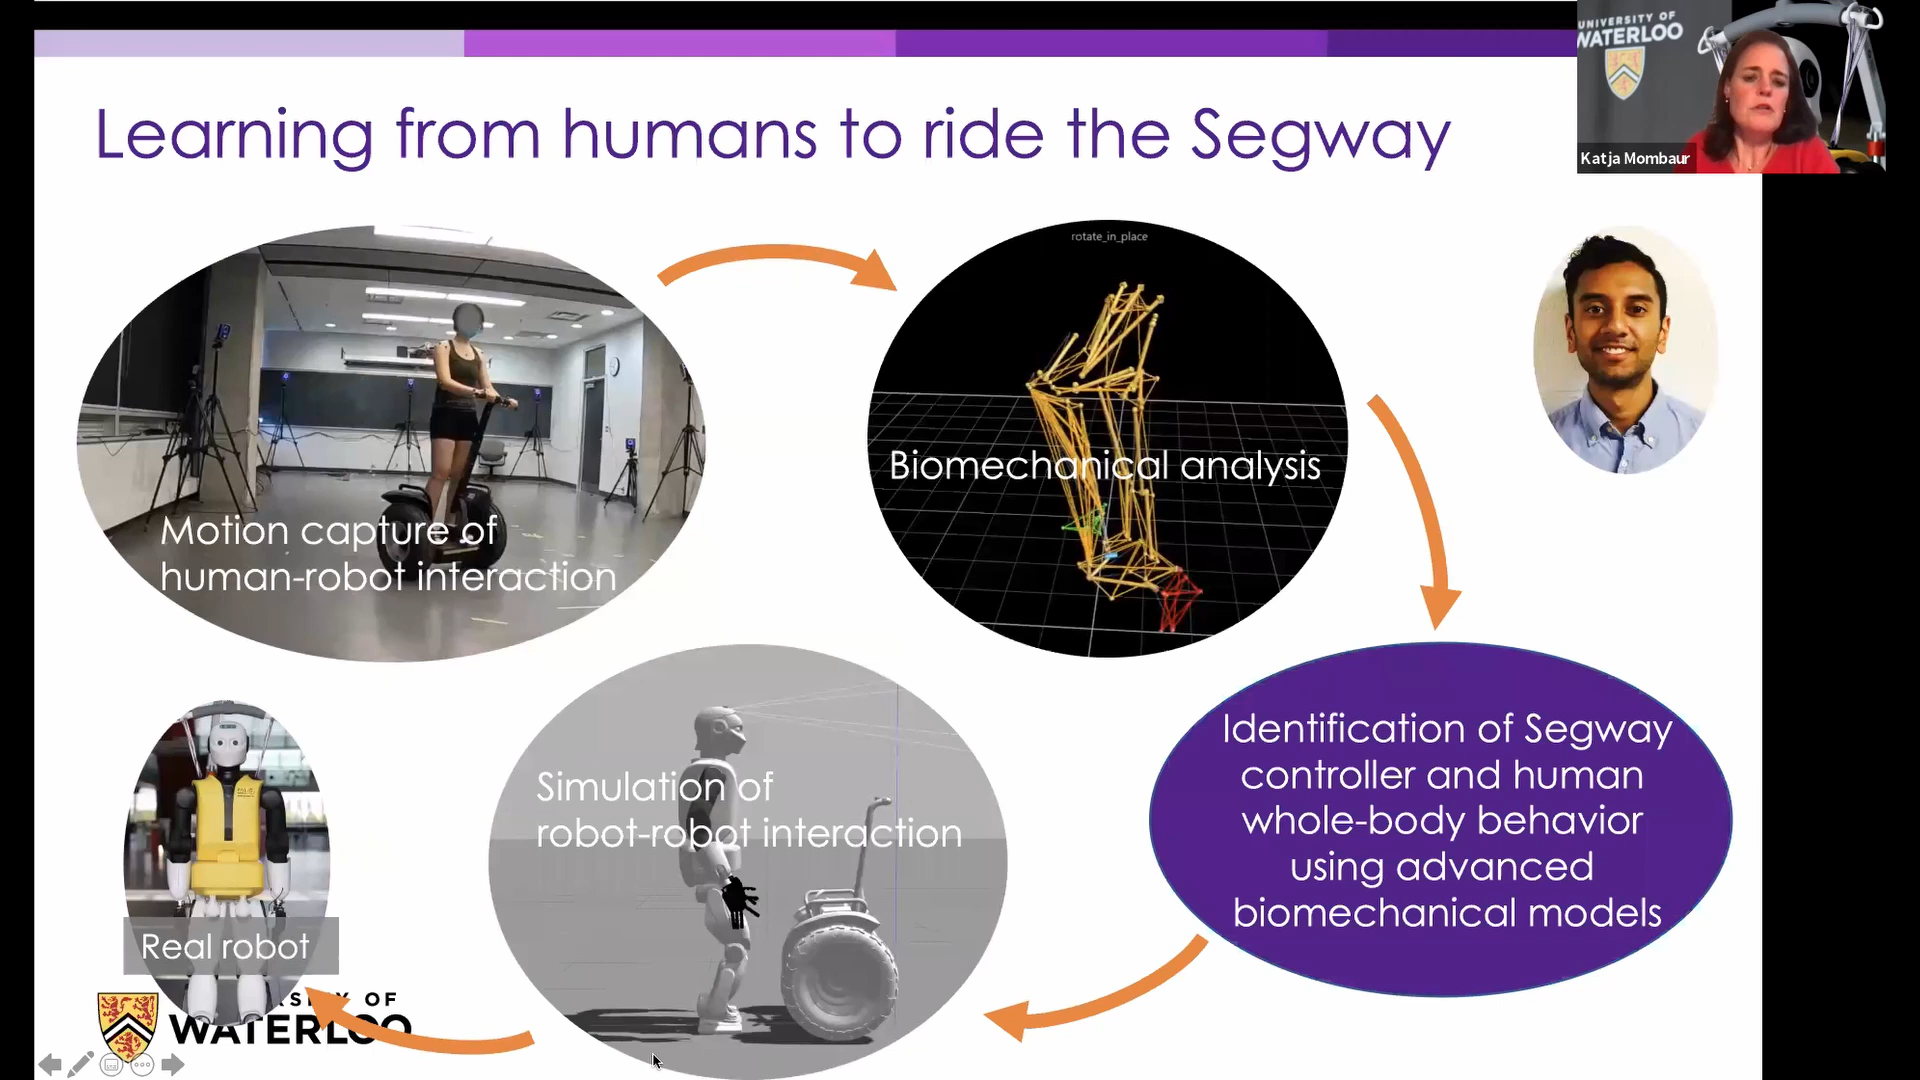 Learning from humans to ride the Segway
UNIVERSITY OF
WATERLOO
Katja Mombaur
rotate_in_place
Biomechanical analysis
Motion capture of
human-robot interaction
Identification of Segway
controller and human
whole-body behavior
using advanced
biomechanical models
Simulation of
robot-robot interaction
Real robot
OF
WATERLOO